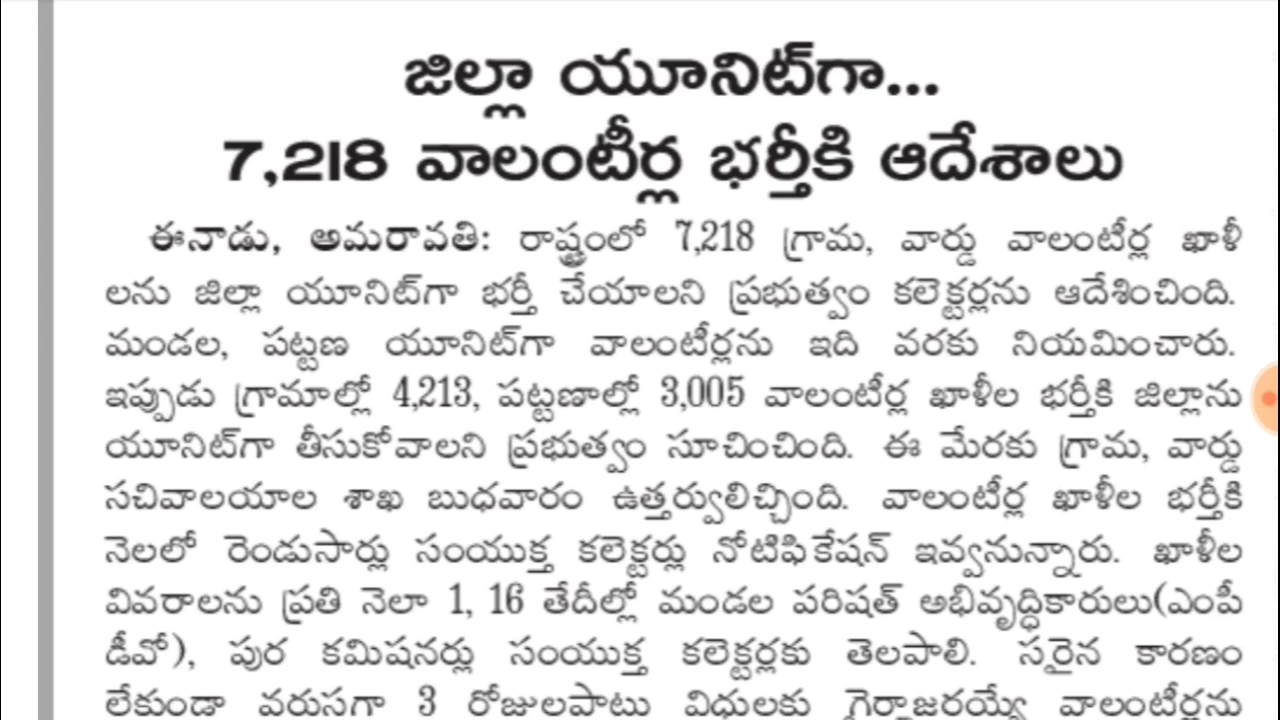 జిల్లా యూనిట్‌గా...
7,218 వాలంటీర్ల భర్తీకి ఆదేశాలు
ఈనాడు, అమరావతి: రాష్ట్రంలో 7,218 గ్రామ, వార్డు వాలంటీర్ల ఖాళీ
లను జిల్లా యూనిట్‌గా భర్తీ చేయాలని ప్రభుత్వం కలెక్టర్లను ఆదేశించింది.
మండల, పట్టణ యూనిట్‌గా వాలంటీర్లను ఇది వరకు నియమించారు.
ఇప్పుడు గ్రామాల్లో 4,213, పట్టణాల్లో 3,005 వాలంటీర్ల ఖాళీల భర్తీకి జిల్లాను
యూనిట్‌గా తీసుకోవాలని ప్రభుత్వం సూచించింది. ఈ మేరకు గ్రామ, వార్డు
సచివాలయాల శాఖ బుధవారం ఉత్తర్వులిచ్చింది. వాలంటీర్ల ఖాళీల భర్తీకి
నెలలో రెండుసార్లు సంయుక్త కలెక్టర్లు నోటిఫికేషన్ ఇవ్వనున్నారు. ఖాళీల
వివరాలను ప్రతి నెలా 1, 16 తేదీల్లో మండల పరిషత్ అభివృద్ధికారులు(ఎంపీ
డీవో), పుర కమిషనర్లు సంయుక్త కలెక్టర్లకు తెలపాలి. సరైన కారణం
లేకుండా వరుసగా 3 రోజులపాటు విధులకు గైర్హాజరయ్యే వాలంటీర్లను